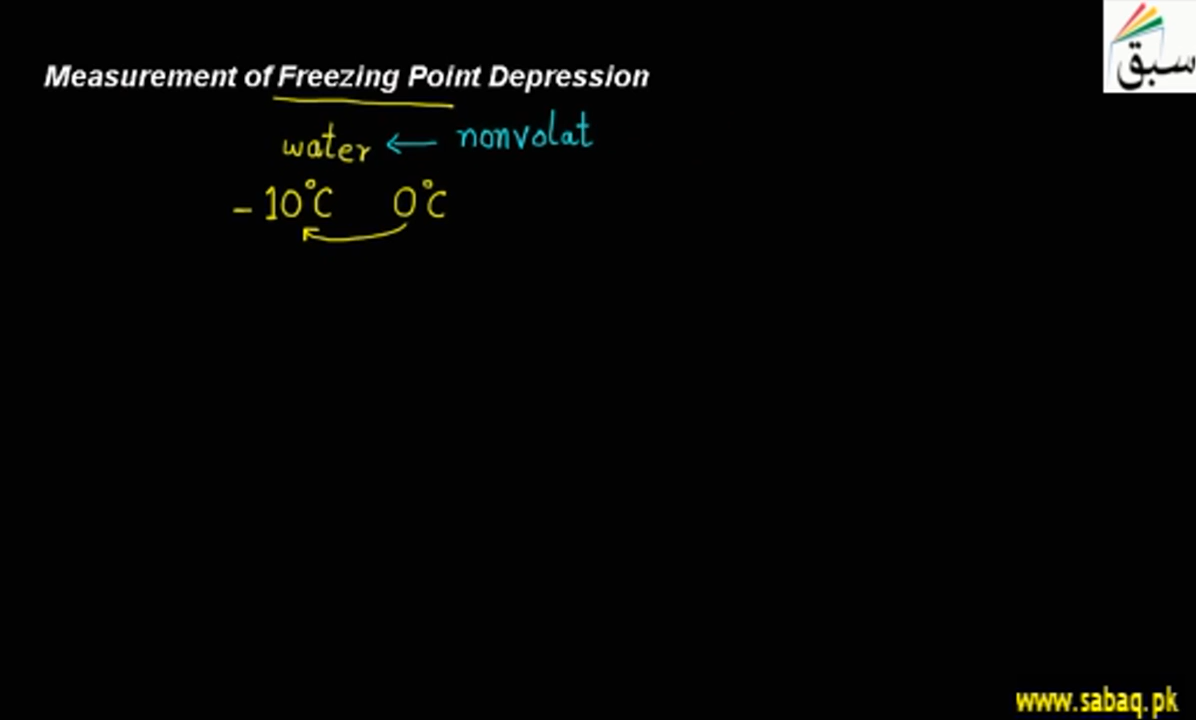 سبق
Measurement of Freezing Point Depression
water ← nonvolat
- 10°C 0°C
www.sabaq.pk